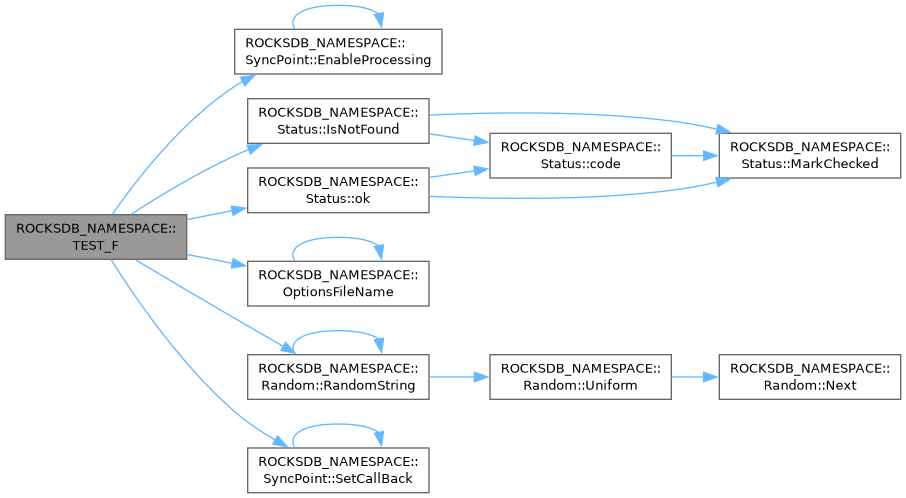 ROCKSDB_NAMESPACE::
SyncPoint::EnableProcessing
ROCKSDB_NAMESPACE::
Status::IsNotFound
ROCKSDB_NAMESPACE::
Status::code
ROCKSDB_NAMESPACE::
Status::MarkChecked
ROCKSDB_NAMESPACE::
Status::ok
ROCKSDB_NAMESPACE::
TEST_F
ROCKSDB_NAMESPACE::
OptionsFileName
ROCKSDB_NAMESPACE::
Random::RandomString
ROCKSDB_NAMESPACE::
Random::Uniform
ROCKSDB_NAMESPACE::
Random::Next
ROCKSDB_NAMESPACE::
SyncPoint::SetCallBack